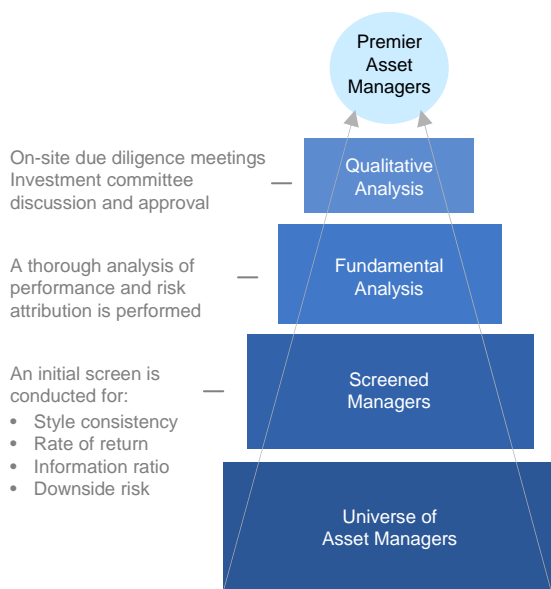 Premier
Asset
Managers
On-site due diligence meetings
Investment committee
discussion and approval
Qualitative
Analysis
A thorough analysis of
performance and risk
attribution is performed
Fundamental
Analysis
An initial screen is
conducted for:
• Style consistency
• Rate of return
• Information ratio
• Downside risk
Screened
Managers
Universe of
Asset Managers